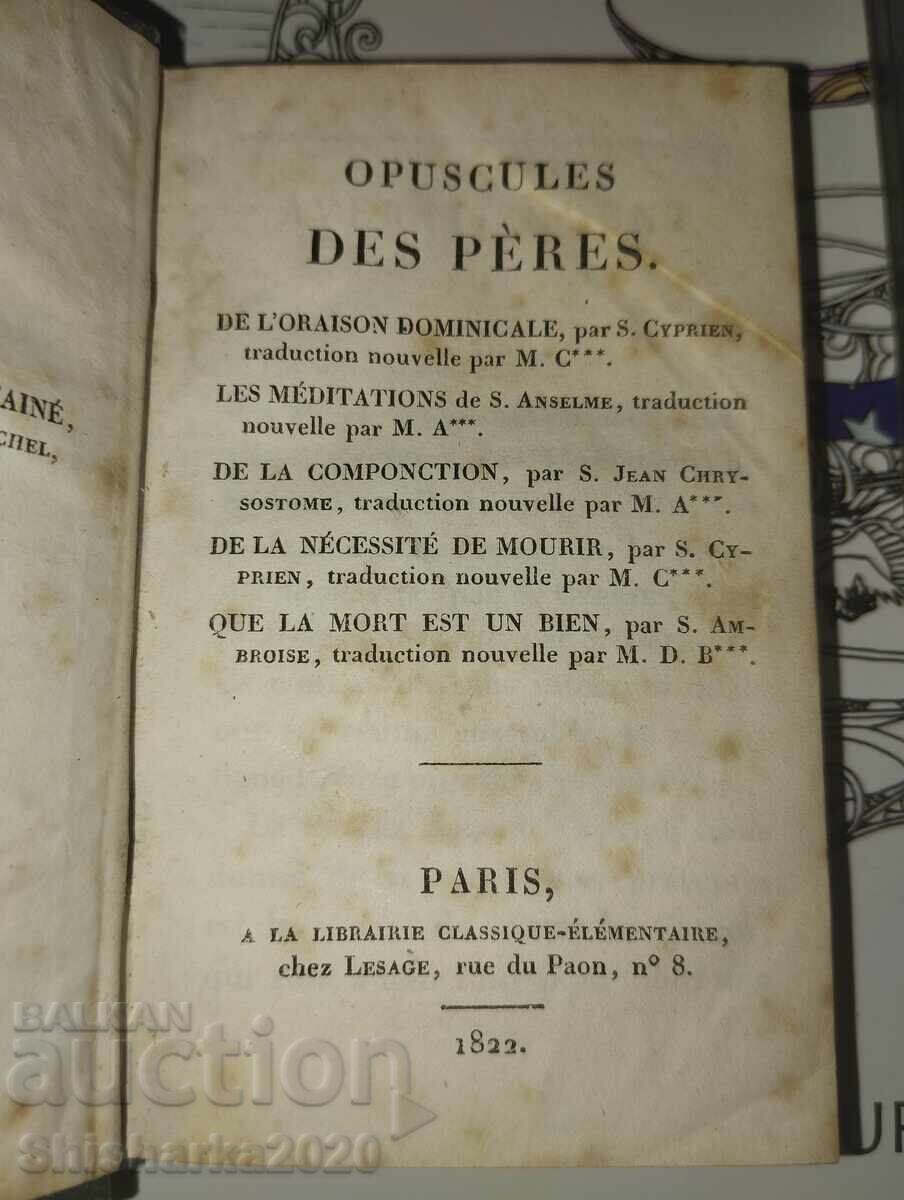 AINÉ,
CHEL,
OPUSCULES
DES PÈRES.
DE L'ORAISON DOMINICALE, par S. CYPRIEN,
traduction nouvelle par M. C***.
LES MÉDITATIONS de S. ANSELME, traduction
nouvelle par M. A***.
DE LA COMPONCTION, par S. JEAN CHRY-
SOSTOME, traduction nouvelle par M. A***.
DE LA NÉCESSITÉ DE MOURIR, par S. CY-
PRIEN, traduction nouvelle par M. C***.
QUE LA MORT EST UN BIEN, par S. AM-
BROISE, traduction nouvelle par M. D. B***.
PARIS,
A LA LIBRAIRIE CLASSIQUE-ÉLÉMENTAIRE,
chez LESAGE, rue du Paon, nº 8.
1822.
BALKAN
auction
Shisharka2020